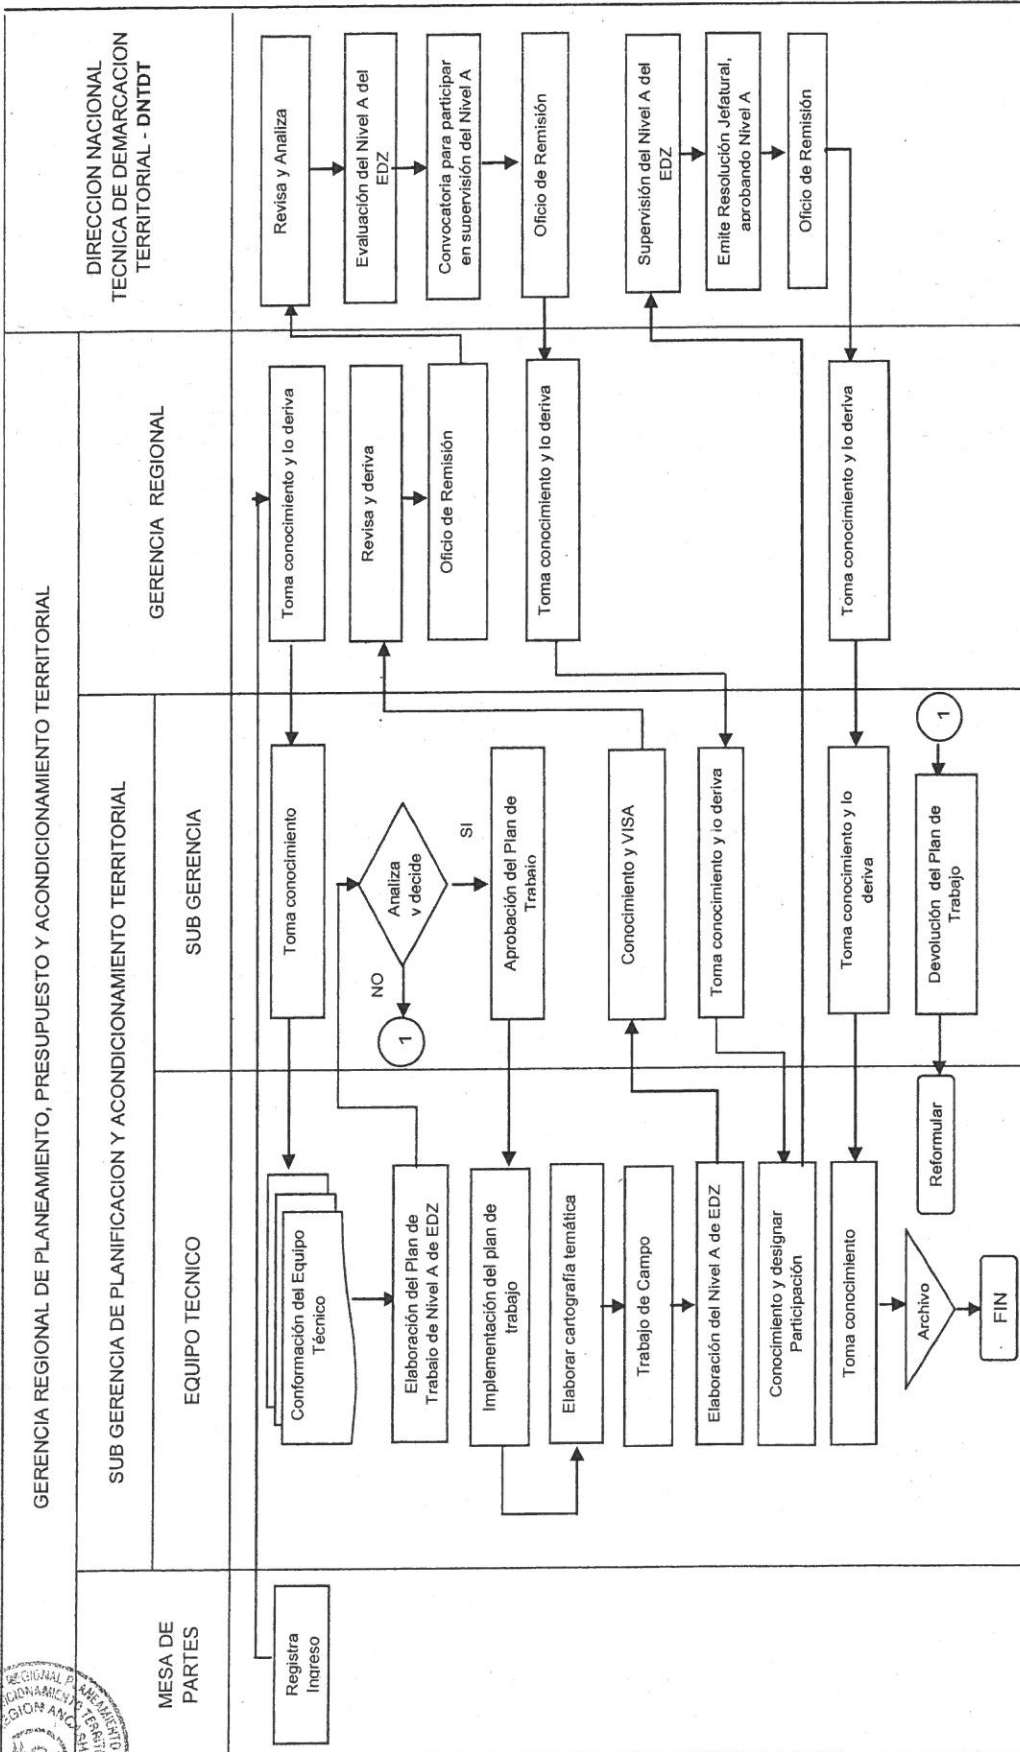 GERENCIA REGIONAL DE PLANEAMIENTO, PRESUPUESTO Y ACONDICIONAMIENTO TERRITORIAL
DIRECCION NACIONAL
TECNICA DE DEMARCACION
TERRITORIAL - DNTDT
SUB GERENCIA DE PLANIFICACION Y ACONDICIONAMIENTO TERRITORIAL
GERENCIA REGIONAL
MESA DE
PARTES
EQUIPO TECNICO
SUB GERENCIA
Registra
Ingreso
Conformación del Equipo
Técnico
Toma conocimiento
Toma conocimiento y lo deriva
Revisa y Analiza
Elaboración del Plan de
Trabajo de Nivel A de EDZ
Analiza
y decide
NO
SI
1
Revisa y deriva
Evaluación del Nivel A del
EDZ
Implementación del plan de
trabajo
Aprobación del Plan de
Trabajo
Oficio de Remisión
Convocatoria para participar
en supervisión del Nivel A
Elaborar cartografía temática
Toma conocimiento y lo deriva
Oficio de Remisión
Trabajo de Campo
Conocimiento y VISA
Supervisión del Nivel A del
EDZ
Elaboración del Nivel A de EDZ
Toma conocimiento y lo deriva
Emite Resolución Jefatural,
aprobando Nivel A
Conocimiento y designar
Participación
Oficio de Remisión
Toma conocimiento
Toma conocimiento y lo
deriva
Toma conocimiento y lo deriva
Archivo
Reformular
Devolución del Plan de
Trabajo
1
FIN